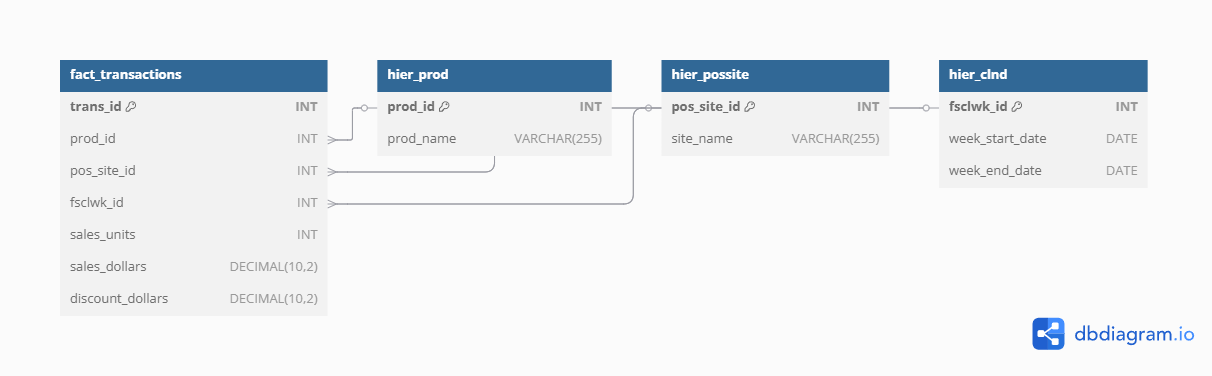 fact_transactions
trans_id INT
prod_id INT
pos_site_id INT
fsclwk_id INT
sales_units INT
sales_dollars DECIMAL(10,2)
discount_dollars DECIMAL(10,2)
hier_prod
prod_id INT
prod_name VARCHAR(255)
hier_possite
pos_site_id INT
site_name VARCHAR(255)
hier_clnd
fsclwk_id INT
week_start_date DATE
week_end_date DATE
dbdiagram.io